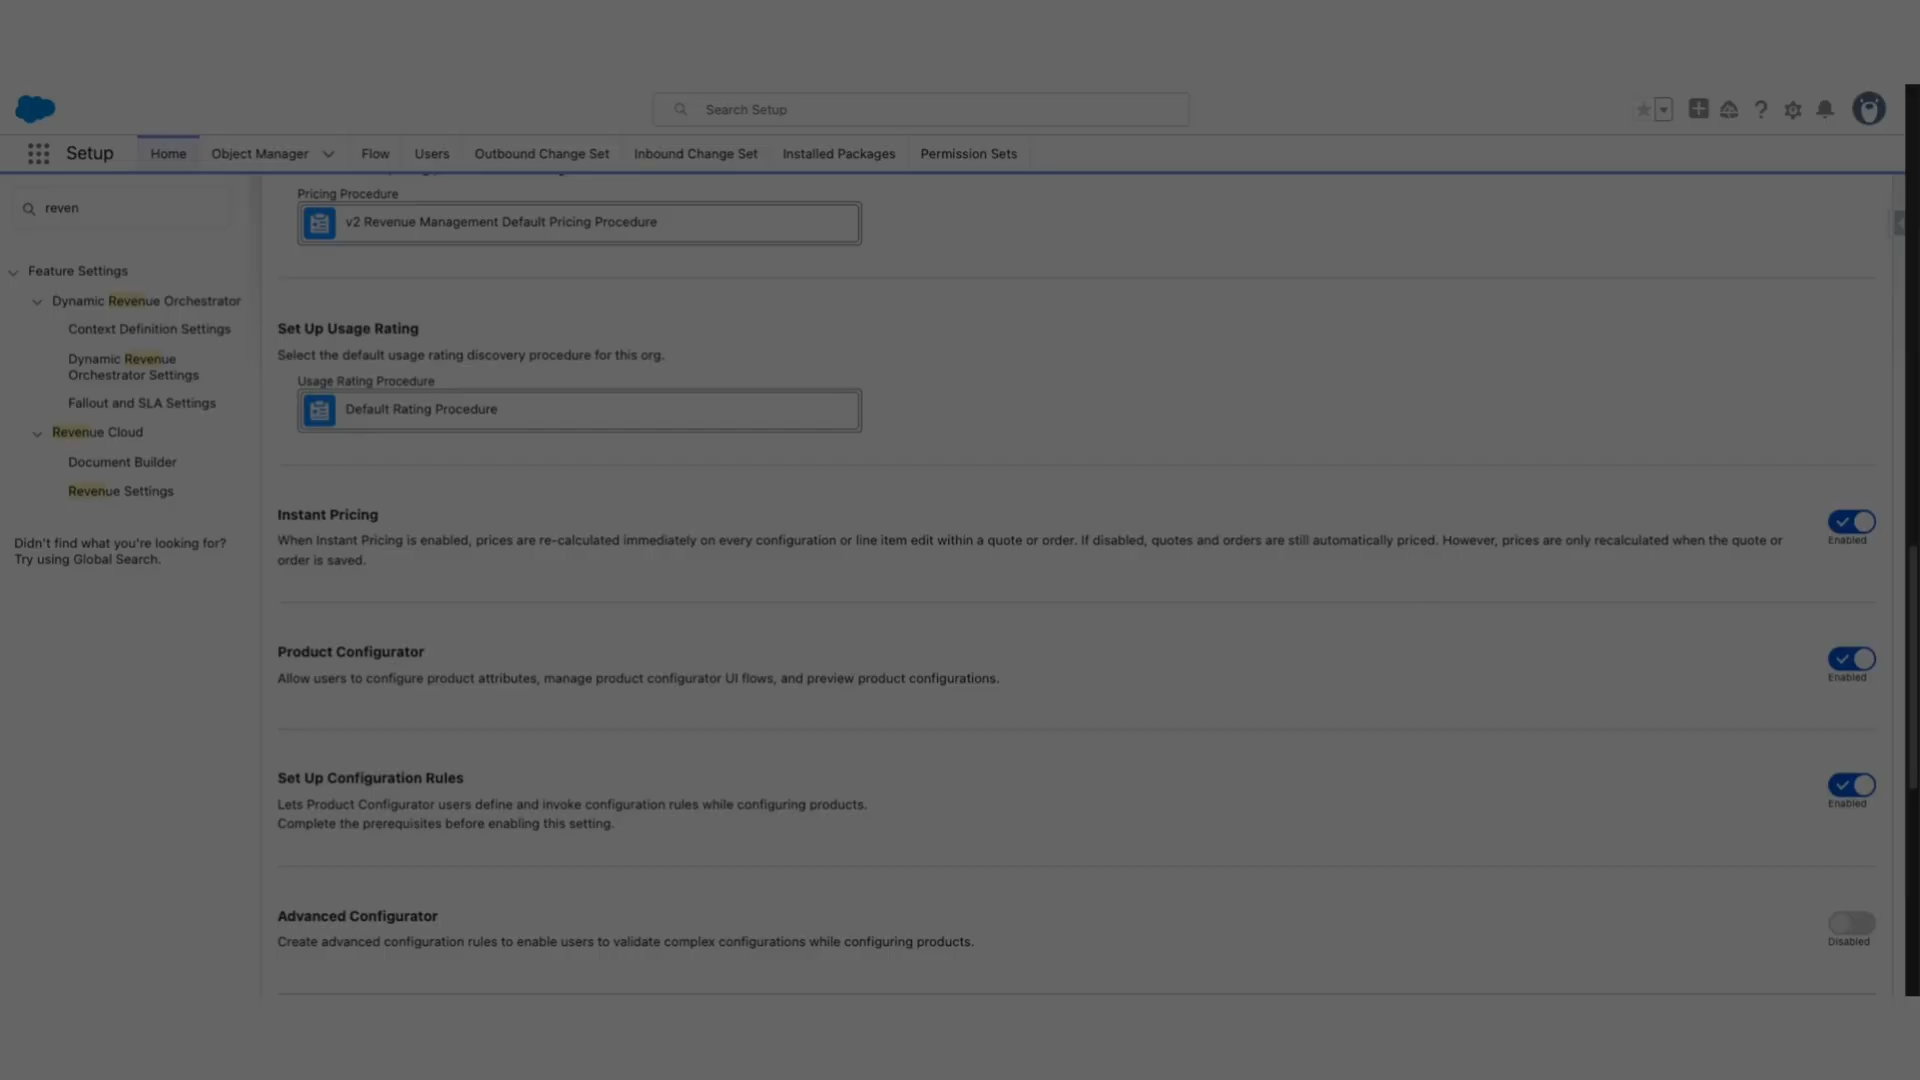 Search Setup
Setup
Home
Object Manager
Flow
Users
Outbound Change Set
Inbound Change Set
Installed Packages
Permission Sets
reven
Feature Settings
Dynamic Revenue Orchestrator
Context Definition Settings
Dynamic Revenue
Orchestrator Settings
Fallout and SLA Settings
Revenue Cloud
Document Builder
Revenue Settings
Didn't find what you're looking for?
Try using Global Search.
Pricing Procedure
v2 Revenue Management Default Pricing Procedure
Set Up Usage Rating
Select the default usage rating discovery procedure for this org.
Usage Rating Procedure
Default Rating Procedure
Instant Pricing
When Instant Pricing is enabled, prices are re-calculated immediately on every configuration or line item edit within a quote or order. If disabled, quotes and orders are still automatically priced. However, prices are only recalculated when the quote or
order is saved.
Enabled
Product Configurator
Allow users to configure product attributes, manage product configurator UI flows, and preview product configurations.
Enabled
Set Up Configuration Rules
Lets Product Configurator users define and invoke configuration rules while configuring products.
Complete the prerequisites before enabling this setting.
Enabled
Advanced Configurator
Create advanced configuration rules to enable users to validate complex configurations while configuring products.
Disabled